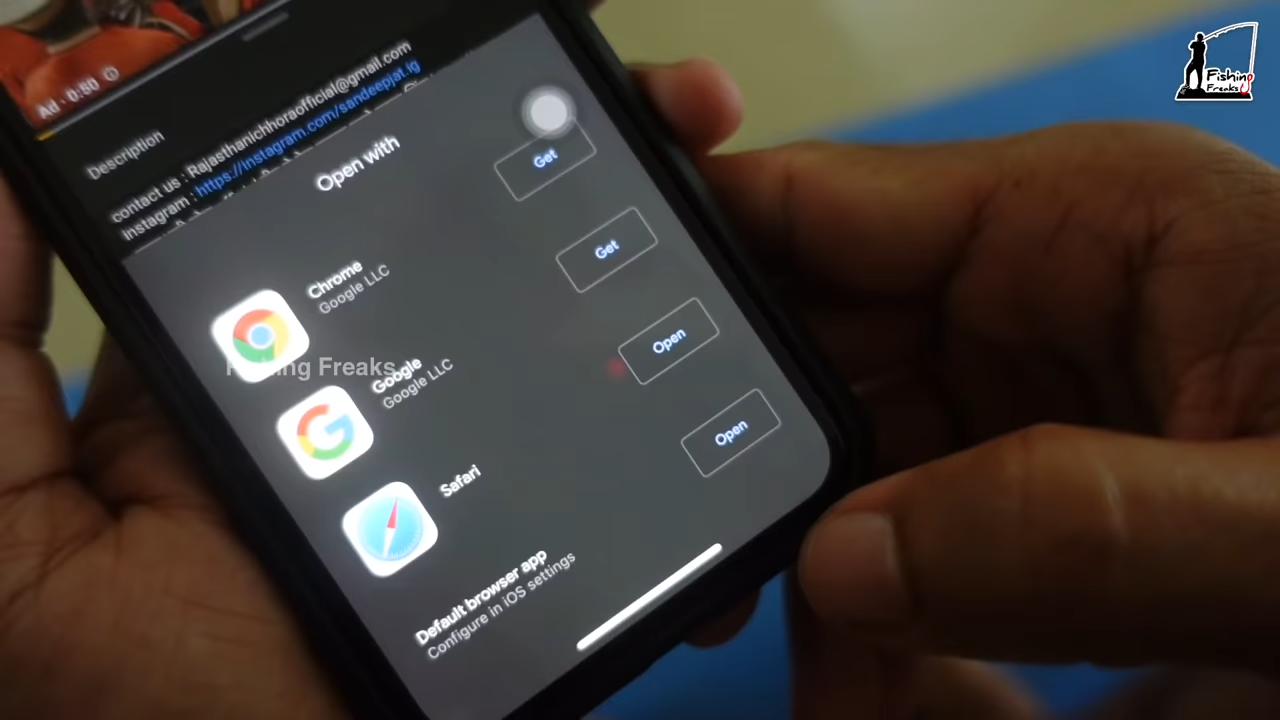 Ad · 0:50
Description
contact us : Rajasthanichhoraofficial@gmail.com
Instagram : https://instagram.com/sandeepjat.ig
Open with
Chrome
Google LLC
Get
Google
Google LLC
Get
Safari
Open
Default browser app
Configure in iOS settings
Open
Fishing Freaks
Fishing
Freaks